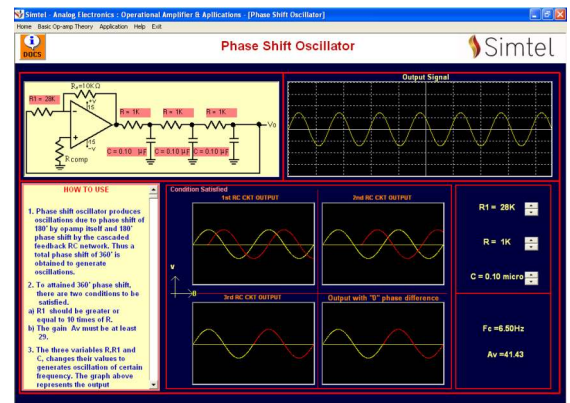 Simtel - Analog Electronics : Operational Amplifier & Apllications - [Phase Shift Oscillator]
Home Basic Op-amp Theory Application Help Exit
DOCS
Phase Shift Oscillator
Simtel
Output Signal
R1 = 28K
+V
15
R = 1K
R = 1K
R = 1K
Vo
15
-V
R comp
C = 0.10 µF
C = 0.10 µF
C = 0.10 µF
HOW TO USE
1. Phase shift oscillator produces
oscillations due to phase shift of
180° by opamp itself and 180°
phase shift by the cascaded
feedback RC network. Thus a
total phase shift of 360° is
obtained to generate
oscillations.
2. To attained 360° phase shift,
there are two conditions to be
satisfied.
a) R1 should be greater or
equal to 10 times of R.
b) The gain Av must be at least
29.
3. The three variables R,R1 and
C, changes their values to
generates oscillation of certain
frequency. The graph above
represents the output
Condition Satisfied
1st RC CKT OUTPUT
2nd RC CKT OUTPUT
V
θ
3rd RC CKT OUTPUT
Output with "0" phase difference
R1 = 28K
R = 1K
C = 0.10 micro
Fc =6.50Hz
Av =41.43